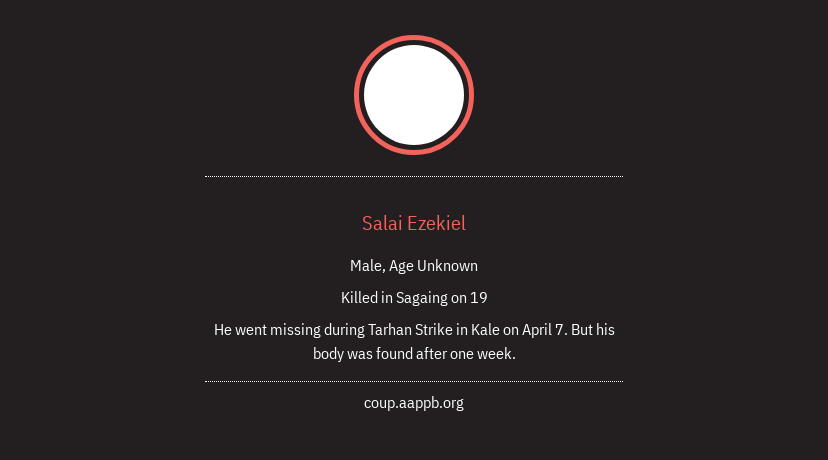 Salai Ezekiel
Male, Age Unknown
Killed in Sagaing on 19
He went missing during Tarhan Strike in Kale on April 7. But his
body was found after one week.
coup.aappb.org